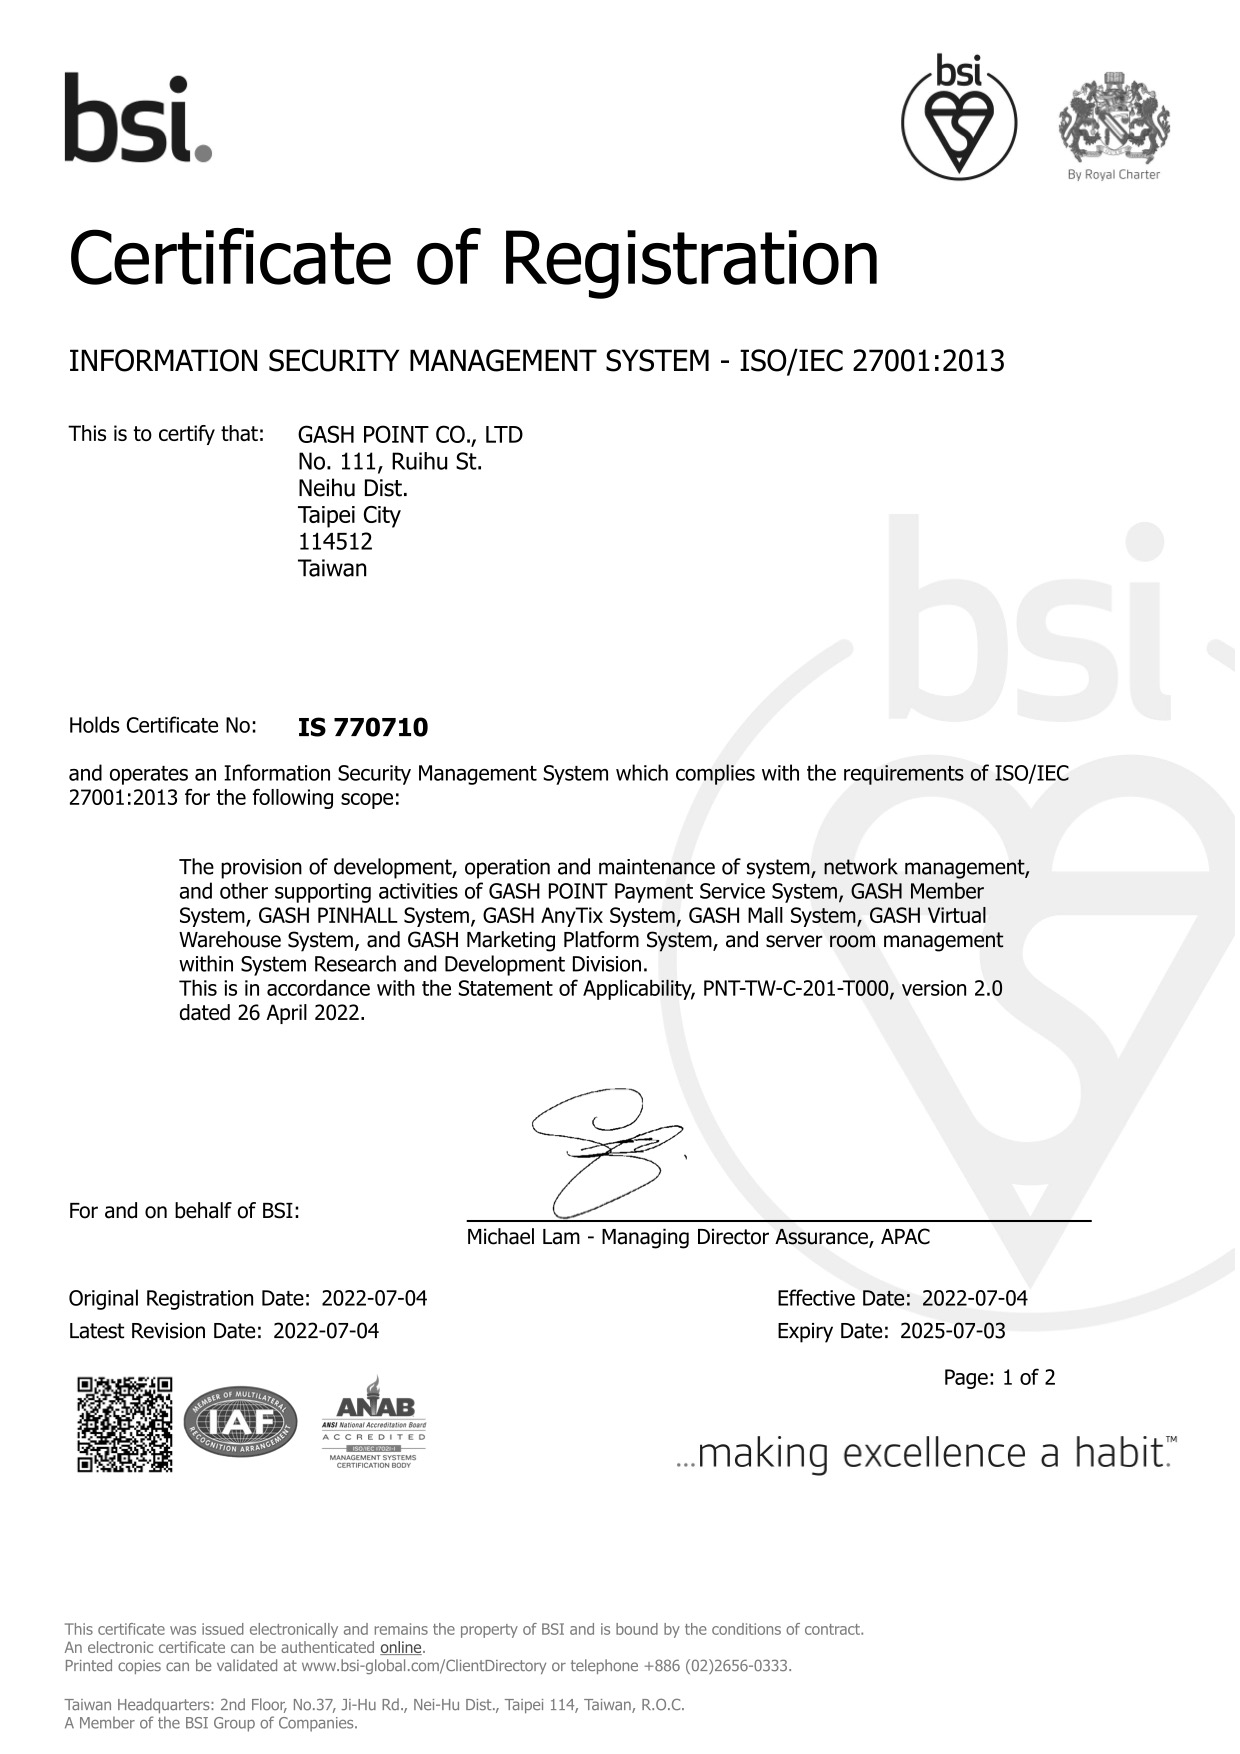 bsi.
bsi
By Royal Charter
Certificate of Registration
INFORMATION SECURITY MANAGEMENT SYSTEM - ISO/IEC 27001:2013
This is to certify that:
GASH POINT CO., LTD
No. 111, Ruihu St.
Neihu Dist.
Taipei City
114512
Taiwan
bsi
Holds Certificate No:
IS 770710
and operates an Information Security Management System which complies with the requirements of ISO/IEC
27001:2013 for the following scope:
The provision of development, operation and maintenance of system, network management,
and other supporting activities of GASH POINT Payment Service System, GASH Member
System, GASH PINHALL System, GASH AnyTix System, GASH Mall System, GASH Virtual
Warehouse System, and GASH Marketing Platform System, and server room management
within System Research and Development Division.
This is in accordance with the Statement of Applicability, PNT-TW-C-201-T000, version 2.0
dated 26 April 2022.
For and on behalf of BSI:
Michael Lam - Managing Director Assurance, APAC
Original Registration Date: 2022-07-04
Effective Date: 2022-07-04
Latest Revision Date: 2022-07-04
Expiry Date: 2025-07-03
Page: 1 of 2
MEMBER OF MULTILATERAL
IAF
RECOGNITION ARRANGEMENT
ANAB
ANSI National Accreditation Board
ACCREDITED
ISO/IEC 17021-1
MANAGEMENT SYSTEMS
CERTIFICATION BODY
...making excellence a habit.™
This certificate was issued electronically and remains the property of BSI and is bound by the conditions of contract.
An electronic certificate can be authenticated online.
Printed copies can be validated at www.bsi-global.com/ClientDirectory or telephone +886 (02)2656-0333.
Taiwan Headquarters: 2nd Floor, No.37, Ji-Hu Rd., Nei-Hu Dist., Taipei 114, Taiwan, R.O.C.
A Member of the BSI Group of Companies.